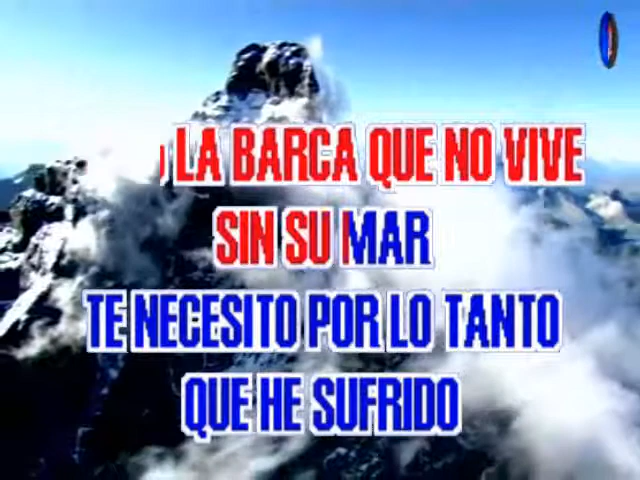 LA BARCA QUE NO VIVE
SIN SU MAR
TE NECESITO POR LO TANTO
QUE HE SUFRIDO